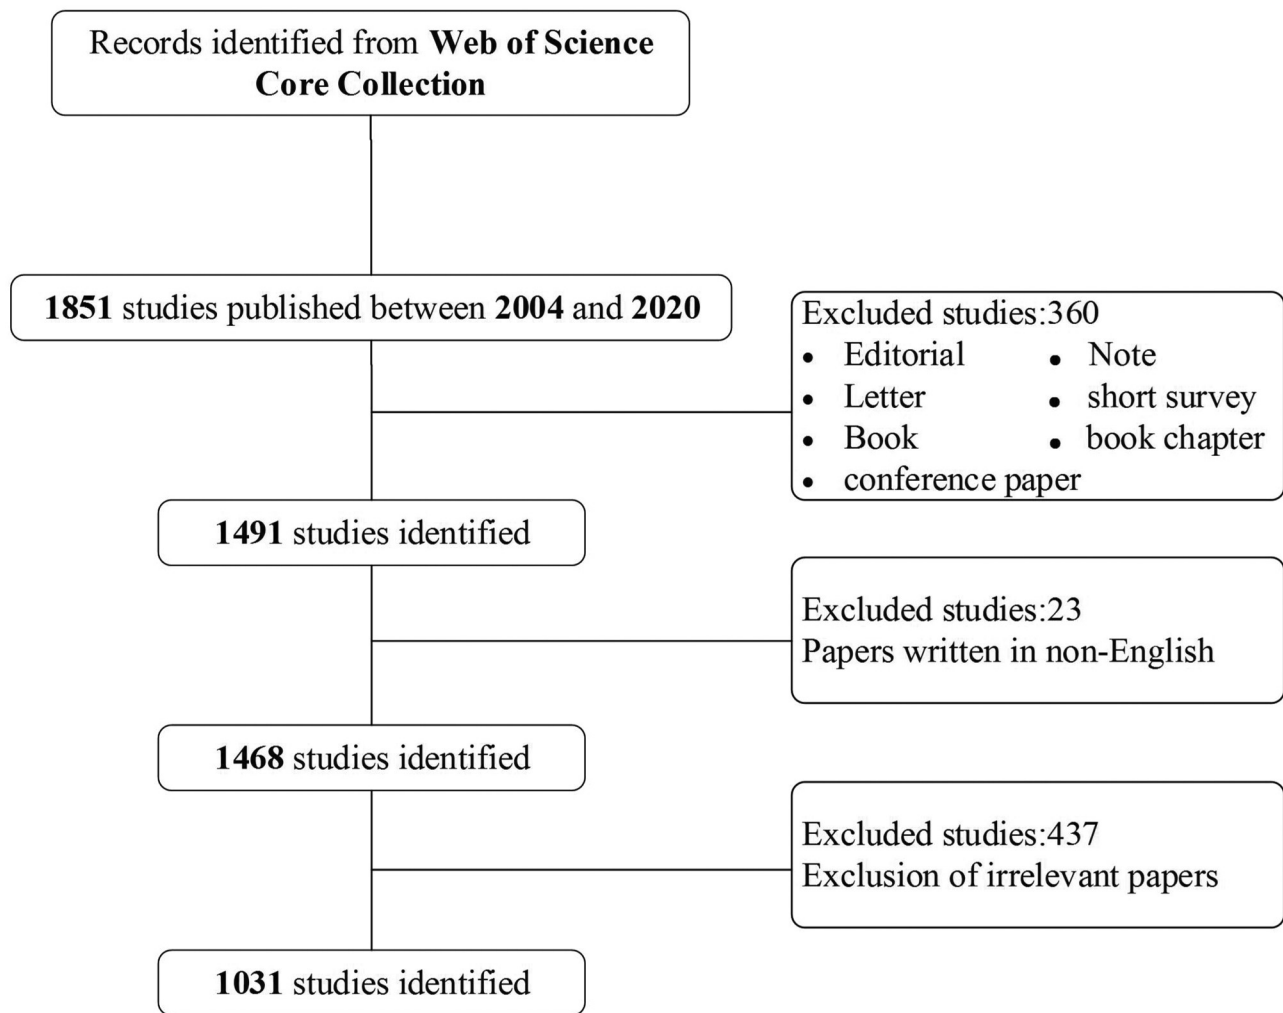 Records identified from Web of Science
Core Collection
1851 studies published between 2004 and 2020
Excluded studies:360
• Editorial
• Note
• Letter
• short survey
• Book
• book chapter
• conference paper
1491 studies identified
Excluded studies:23
Papers written in non-English
1468 studies identified
Excluded studies:437
Exclusion of irrelevant papers
1031 studies identified